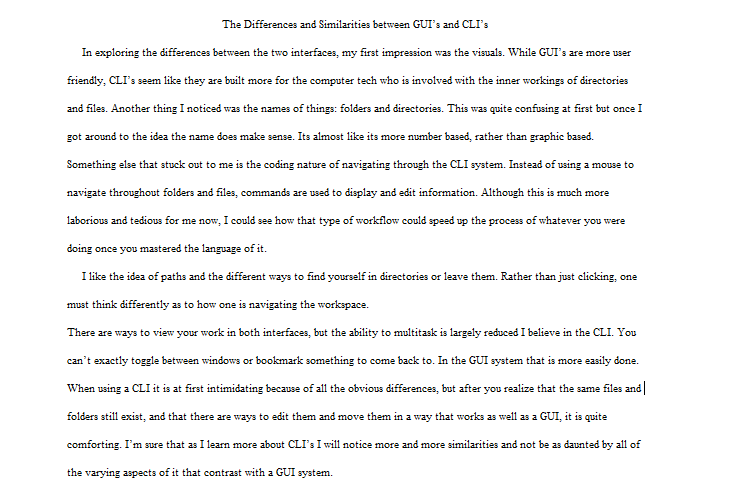 The Differences and Similarities between GUI's and CLI's
In exploring the differences between the two interfaces, my first impression was the visuals. While GUI's are more user
friendly, CLI's seem like they are built more for the computer tech who is involved with the inner workings of directories
and files. Another thing I noticed was the names of things: folders and directories. This was quite confusing at first but once I
got around to the idea the name does make sense. Its almost like its more number based, rather than graphic based.
Something else that stuck out to me is the coding nature of navigating through the CLI system. Instead of using a mouse to
navigate throughout folders and files, commands are used to display and edit information. Although this is much more
laborious and tedious for me now, I could see how that type of workflow could speed up the process of whatever you were
doing once you mastered the language of it.
I like the idea of paths and the different ways to find yourself in directories or leave them. Rather than just clicking, one
must think differently as to how one is navigating the workspace.
There are ways to view your work in both interfaces, but the ability to multitask is largely reduced I believe in the CLI. You
can't exactly toggle between windows or bookmark something to come back to. In the GUI system that is more easily done.
When using a CLI it is at first intimidating because of all the obvious differences, but after you realize that the same files and
folders still exist, and that there are ways to edit them and move them in a way that works as well as a GUI, it is quite
comforting. I'm sure that as I learn more about CLI's I will notice more and more similarities and not be as daunted by all of
the varying aspects of it that contrast with a GUI system.